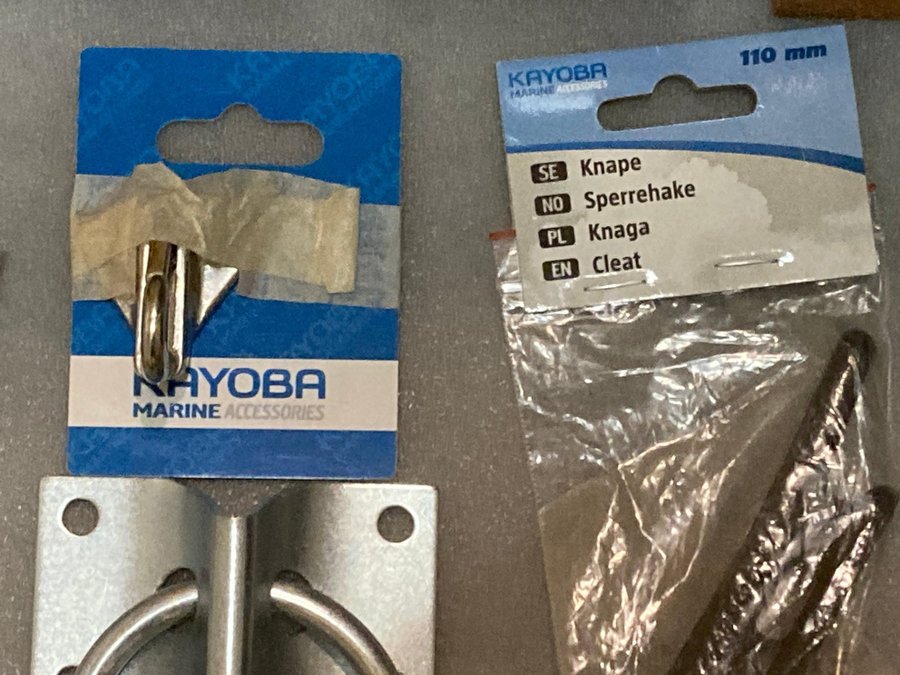 KAYOBA
MARINE ACCESSORIES
KAYOBA
MARINE ACCESSORIES
110 mm
SE Knape
NO Sperrehake
PL Knaga
EN Cleat